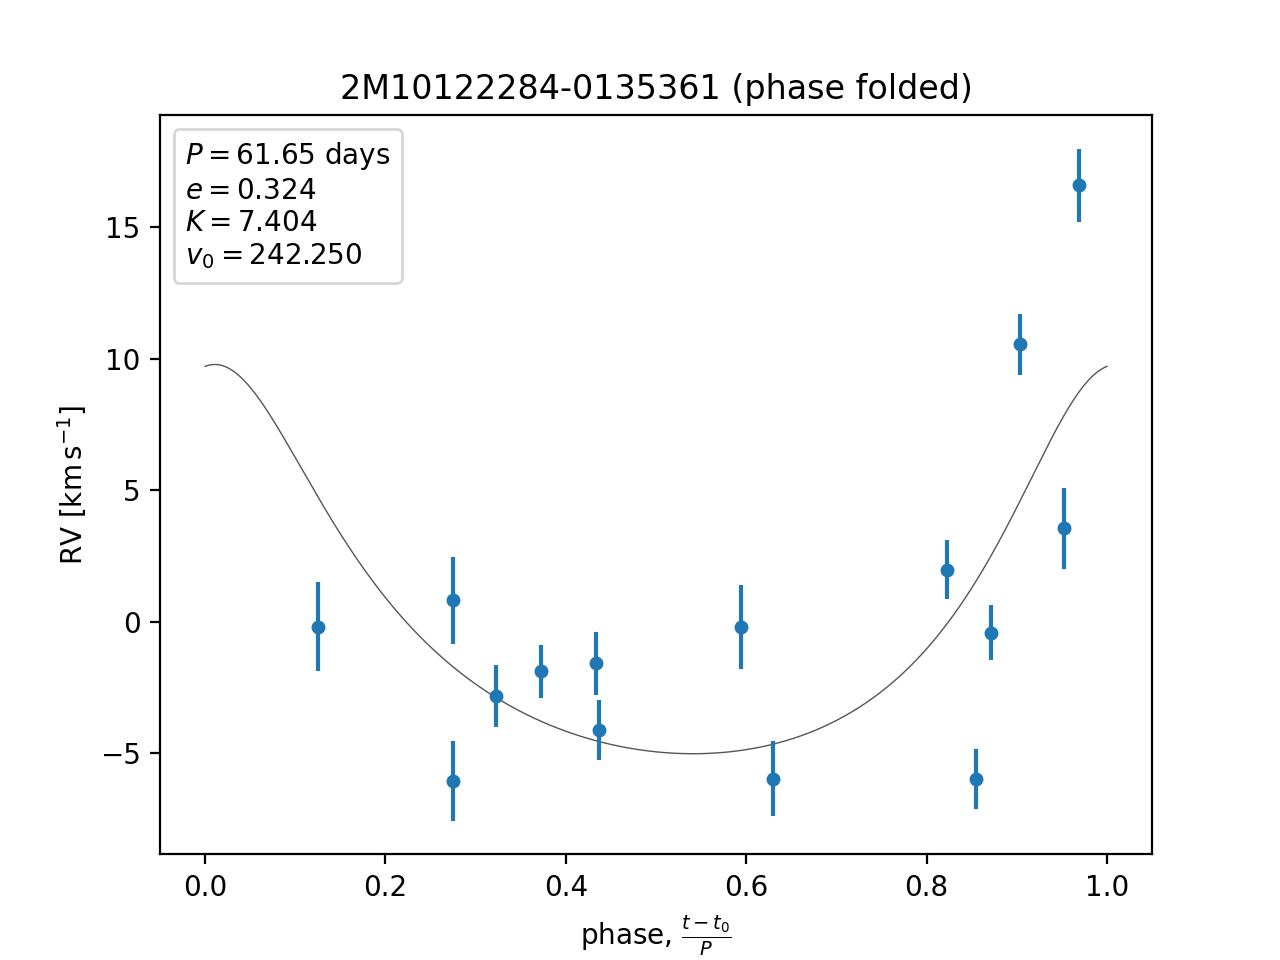 2M10122284-0135361 (phase folded)
P = 61.65 days
e = 0.324
K = 7.404
v₀ = 242.250
RV [km s⁻¹]
15
10
5
0
−5
0.0 0.2 0.4 0.6 0.8 1.0
phase, (t − t₀)/P